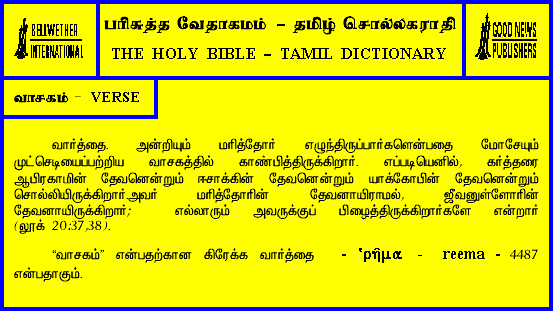 BELLWETHER
INTERNATIONAL
பரிசுத்த வேதாகமம் – தமிழ் சொல்லகராதி
THE HOLY BIBLE – TAMIL DICTIONARY
GOOD NEWS
PUBLISHERS
வாசகம் – VERSE
வார்த்தை. அன்றியும் மரித்தோர் எழுந்திருப்பார்களென்பதை மோசேயும்
முட்செடியைப்பற்றிய வாசகத்தில் காண்பித்திருக்கிறார். எப்படியெனில், கர்த்தரை
ஆபிரகாமின் தேவனென்றும் ஈசாக்கின் தேவனென்றும் யாக்கோபின் தேவனென்றும்
சொல்லியிருக்கிறார்.அவர் மரித்தோரின் தேவனாயிராமல், ஜீவனுள்ளோரின்
தேவனாயிருக்கிறார்; எல்லாரும் அவருக்குப் பிழைத்திருக்கிறார்களே என்றார்
(லூக் 20:37,38).
“வாசகம்” என்பதற்கான கிரேக்க வார்த்தை - ῥῆμα - reema - 4487
என்பதாகும்.